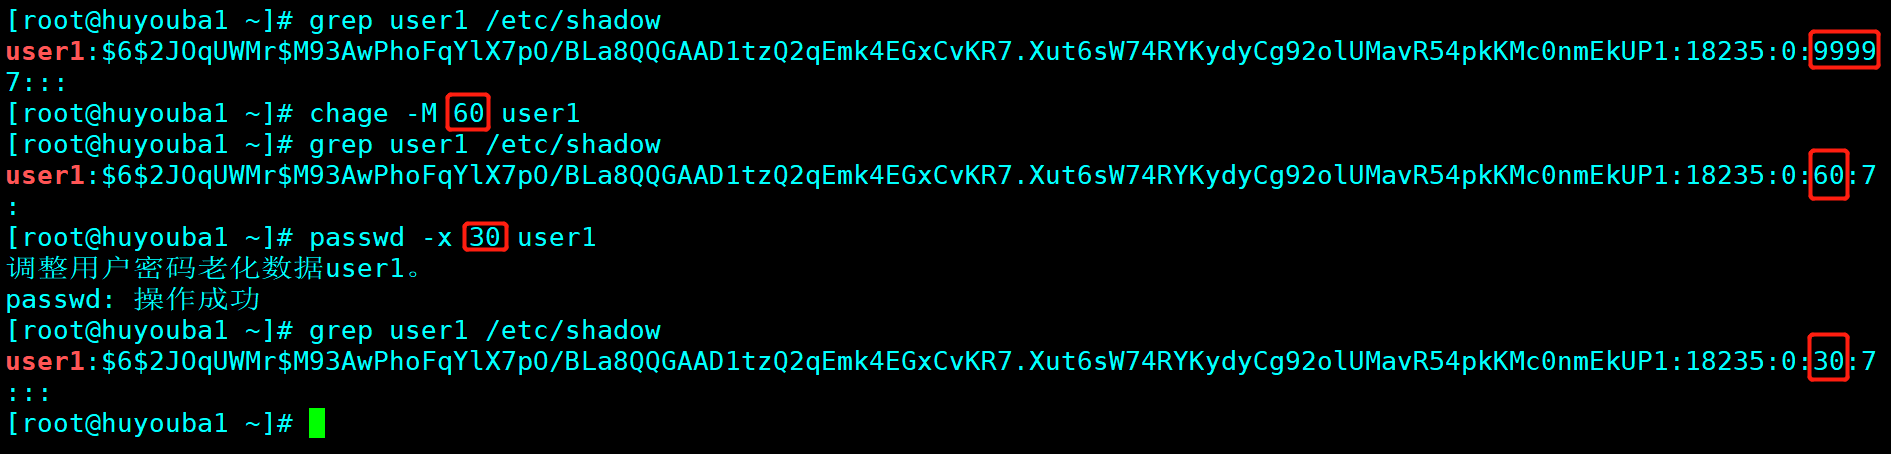 [root@huyouba1 ~]# grep user1 /etc/shadow
user1:$6$2JOqUWMr$M93AwPhoFqYlX7pO/BLa8QQGAAD1tzQ2qEmk4EGxCvKR7.Xut6sW74RYKydyCg92olUMavR54pkKMc0nmEkUP1:18235:0:9999
7:::
[root@huyouba1 ~]# chage -M 60 user1
[root@huyouba1 ~]# grep user1 /etc/shadow
user1:$6$2JOqUWMr$M93AwPhoFqYlX7pO/BLa8QQGAAD1tzQ2qEmk4EGxCvKR7.Xut6sW74RYKydyCg92olUMavR54pkKMc0nmEkUP1:18235:0:60:7
:
[root@huyouba1 ~]# passwd -x 30 user1
调整用户密码老化数据user1。
passwd: 操作成功
[root@huyouba1 ~]# grep user1 /etc/shadow
user1:$6$2JOqUWMr$M93AwPhoFqYlX7pO/BLa8QQGAAD1tzQ2qEmk4EGxCvKR7.Xut6sW74RYKydyCg92olUMavR54pkKMc0nmEkUP1:18235:0:30:7
:::
[root@huyouba1 ~]#